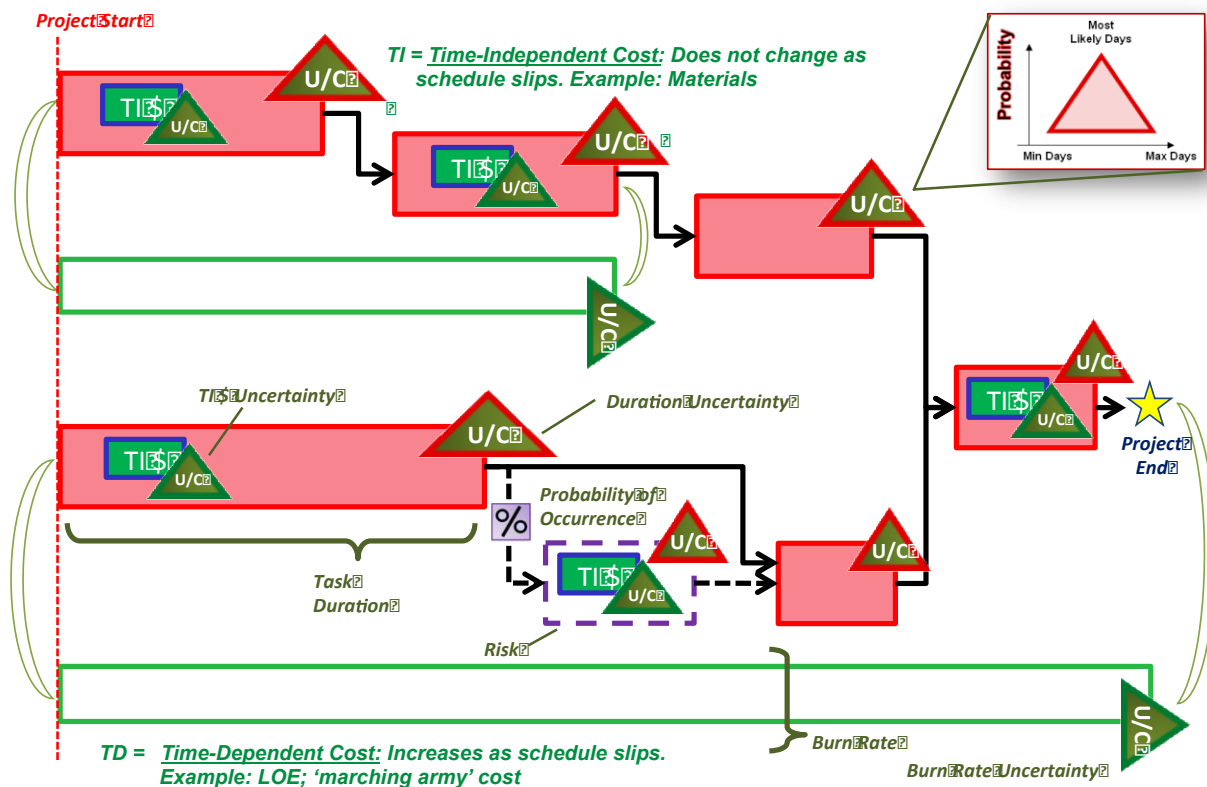 Project Start
TI = Time-Independent Cost: Does not change as
schedule slips. Example: Materials
Most
Likely Days
Probability
Min Days
Max Days
U/C
TI $
U/C
U/C
TI $
U/C
U/C
U/C
TI $ Uncertainty
Duration Uncertainty
U/C
TI $
U/C
U/C
TI $
U/C
Project
End
Probability of
Occurrence
%
U/C
TI $
U/C
U/C
Task
Duration
Risk
U/C
TD = Time-Dependent Cost: Increases as schedule slips.
Example: LOE; 'marching army' cost
Burn Rate
Burn Rate Uncertainty